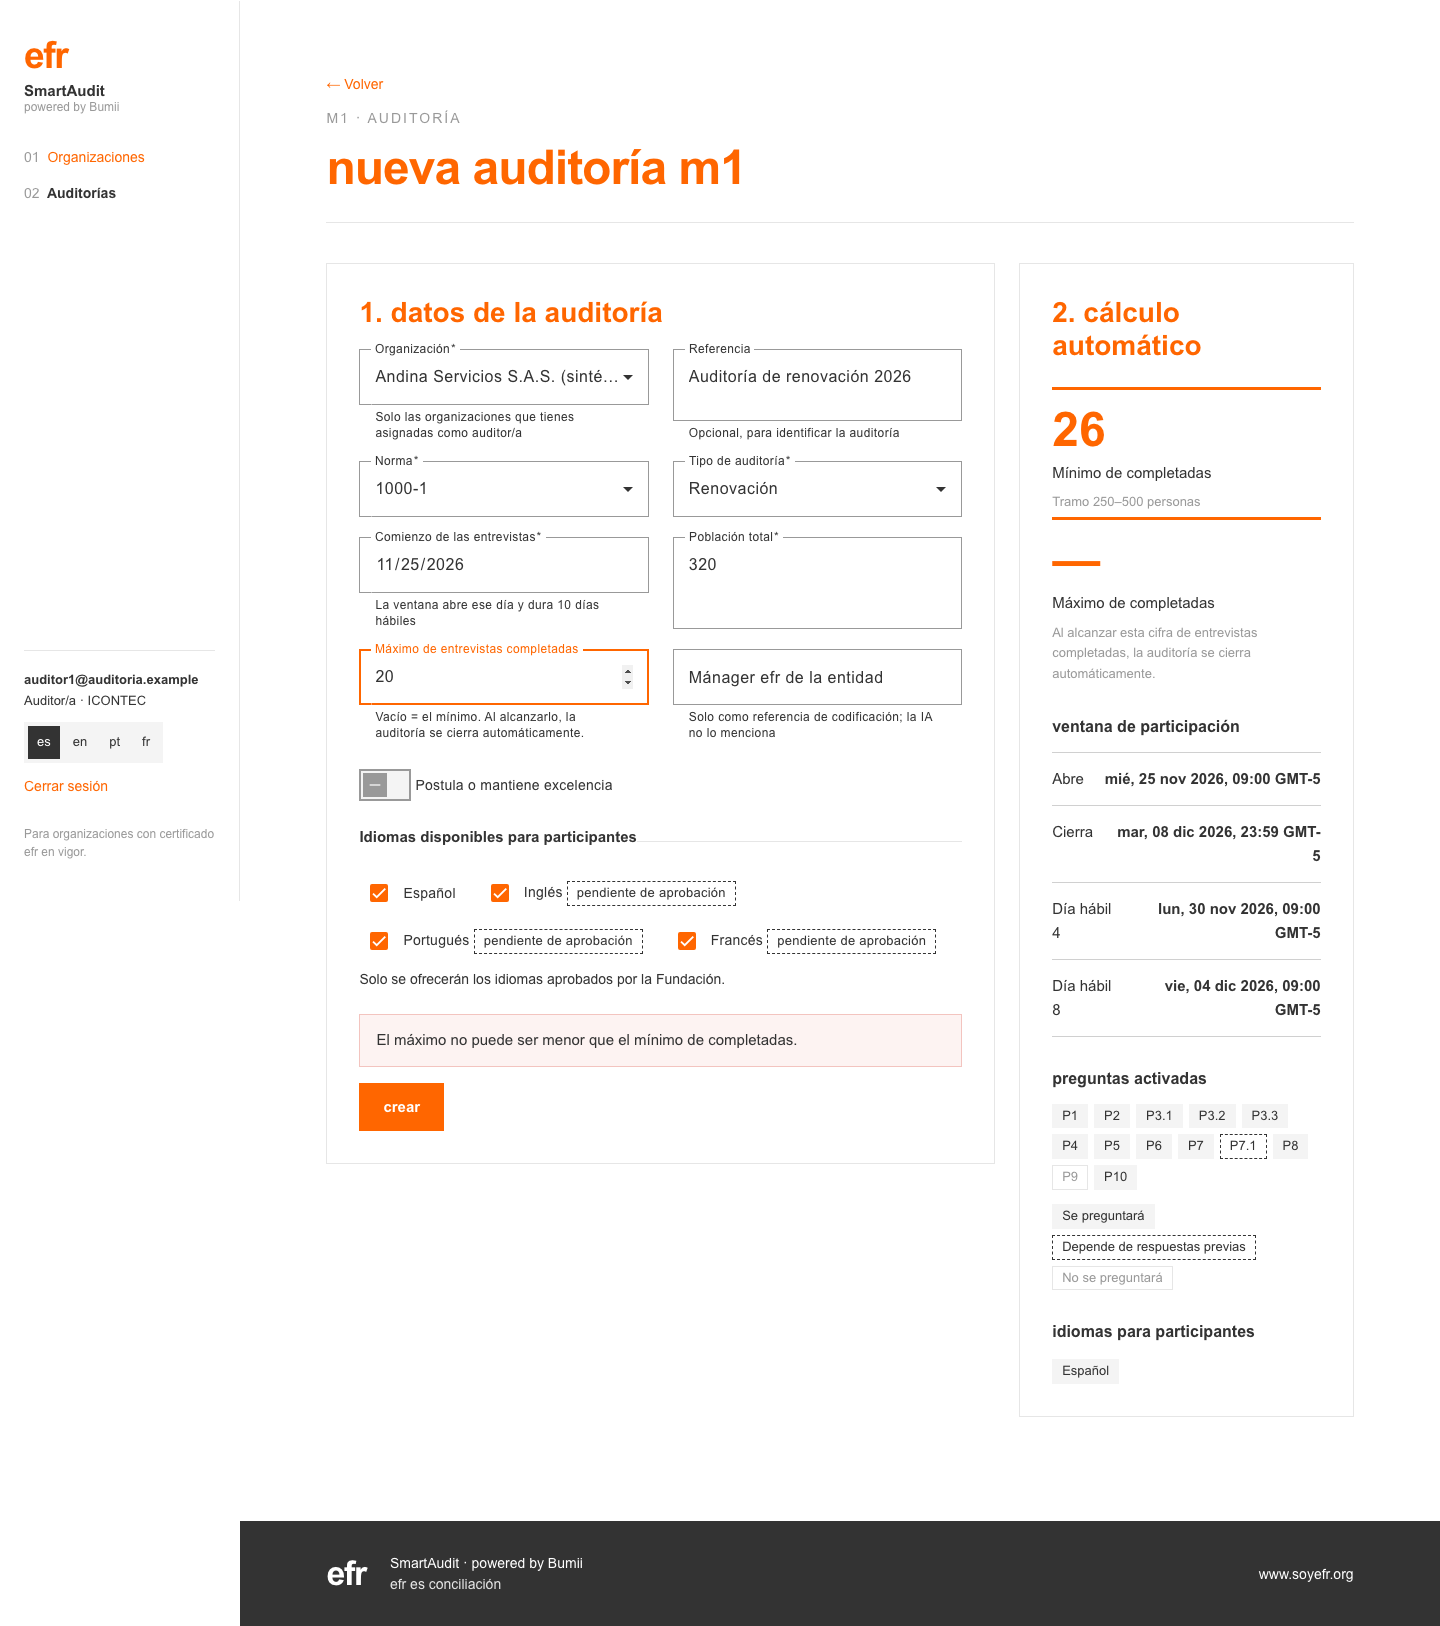 efr
SmartAudit
powered by Bumii
01 Organizaciones
02 Auditorías
auditor1@auditoria.example
Auditor/a · ICONTEC
es en pt fr
Cerrar sesión
Para organizaciones con certificado
efr en vigor.
← Volver
M1 · AUDITORÍA
nueva auditoría m1
1. datos de la auditoría
Organización*
Andina Servicios S.A.S. (sinté...
Solo las organizaciones que tienes
asignadas como auditor/a
Referencia
Auditoría de renovación 2026
Opcional, para identificar la auditoría
Norma*
1000-1
Tipo de auditoría*
Renovación
Comienzo de las entrevistas*
11/25/2026
La ventana abre ese día y dura 10 días
hábiles
Población total*
320
Máximo de entrevistas completadas
20
Vacío = el mínimo. Al alcanzarlo, la
auditoría se cierra automáticamente.
Mánager efr de la entidad
Solo como referencia de codificación; la IA
no lo menciona
Postula o mantiene excelencia
Idiomas disponibles para participantes
Español
Inglés pendiente de aprobación
Portugués pendiente de aprobación
Francés pendiente de aprobación
Solo se ofrecerán los idiomas aprobados por la Fundación.
El máximo no puede ser menor que el mínimo de completadas.
crear
2. cálculo
automático
26
Mínimo de completadas
Tramo 250–500 personas
—
Máximo de completadas
Al alcanzar esta cifra de entrevistas
completadas, la auditoría se cierra
automáticamente.
ventana de participación
Abre mié, 25 nov 2026, 09:00 GMT-5
Cierra mar, 08 dic 2026, 23:59 GMT-
5
Día hábil lun, 30 nov 2026, 09:00
4 GMT-5
Día hábil vie, 04 dic 2026, 09:00
8 GMT-5
preguntas activadas
P1 P2 P3.1 P3.2 P3.3
P4 P5 P6 P7 P7.1 P8
P9 P10
Se preguntará
Depende de respuestas previas
No se preguntará
idiomas para participantes
Español
efr
SmartAudit · powered by Bumii
efr es conciliación
www.soyefr.org